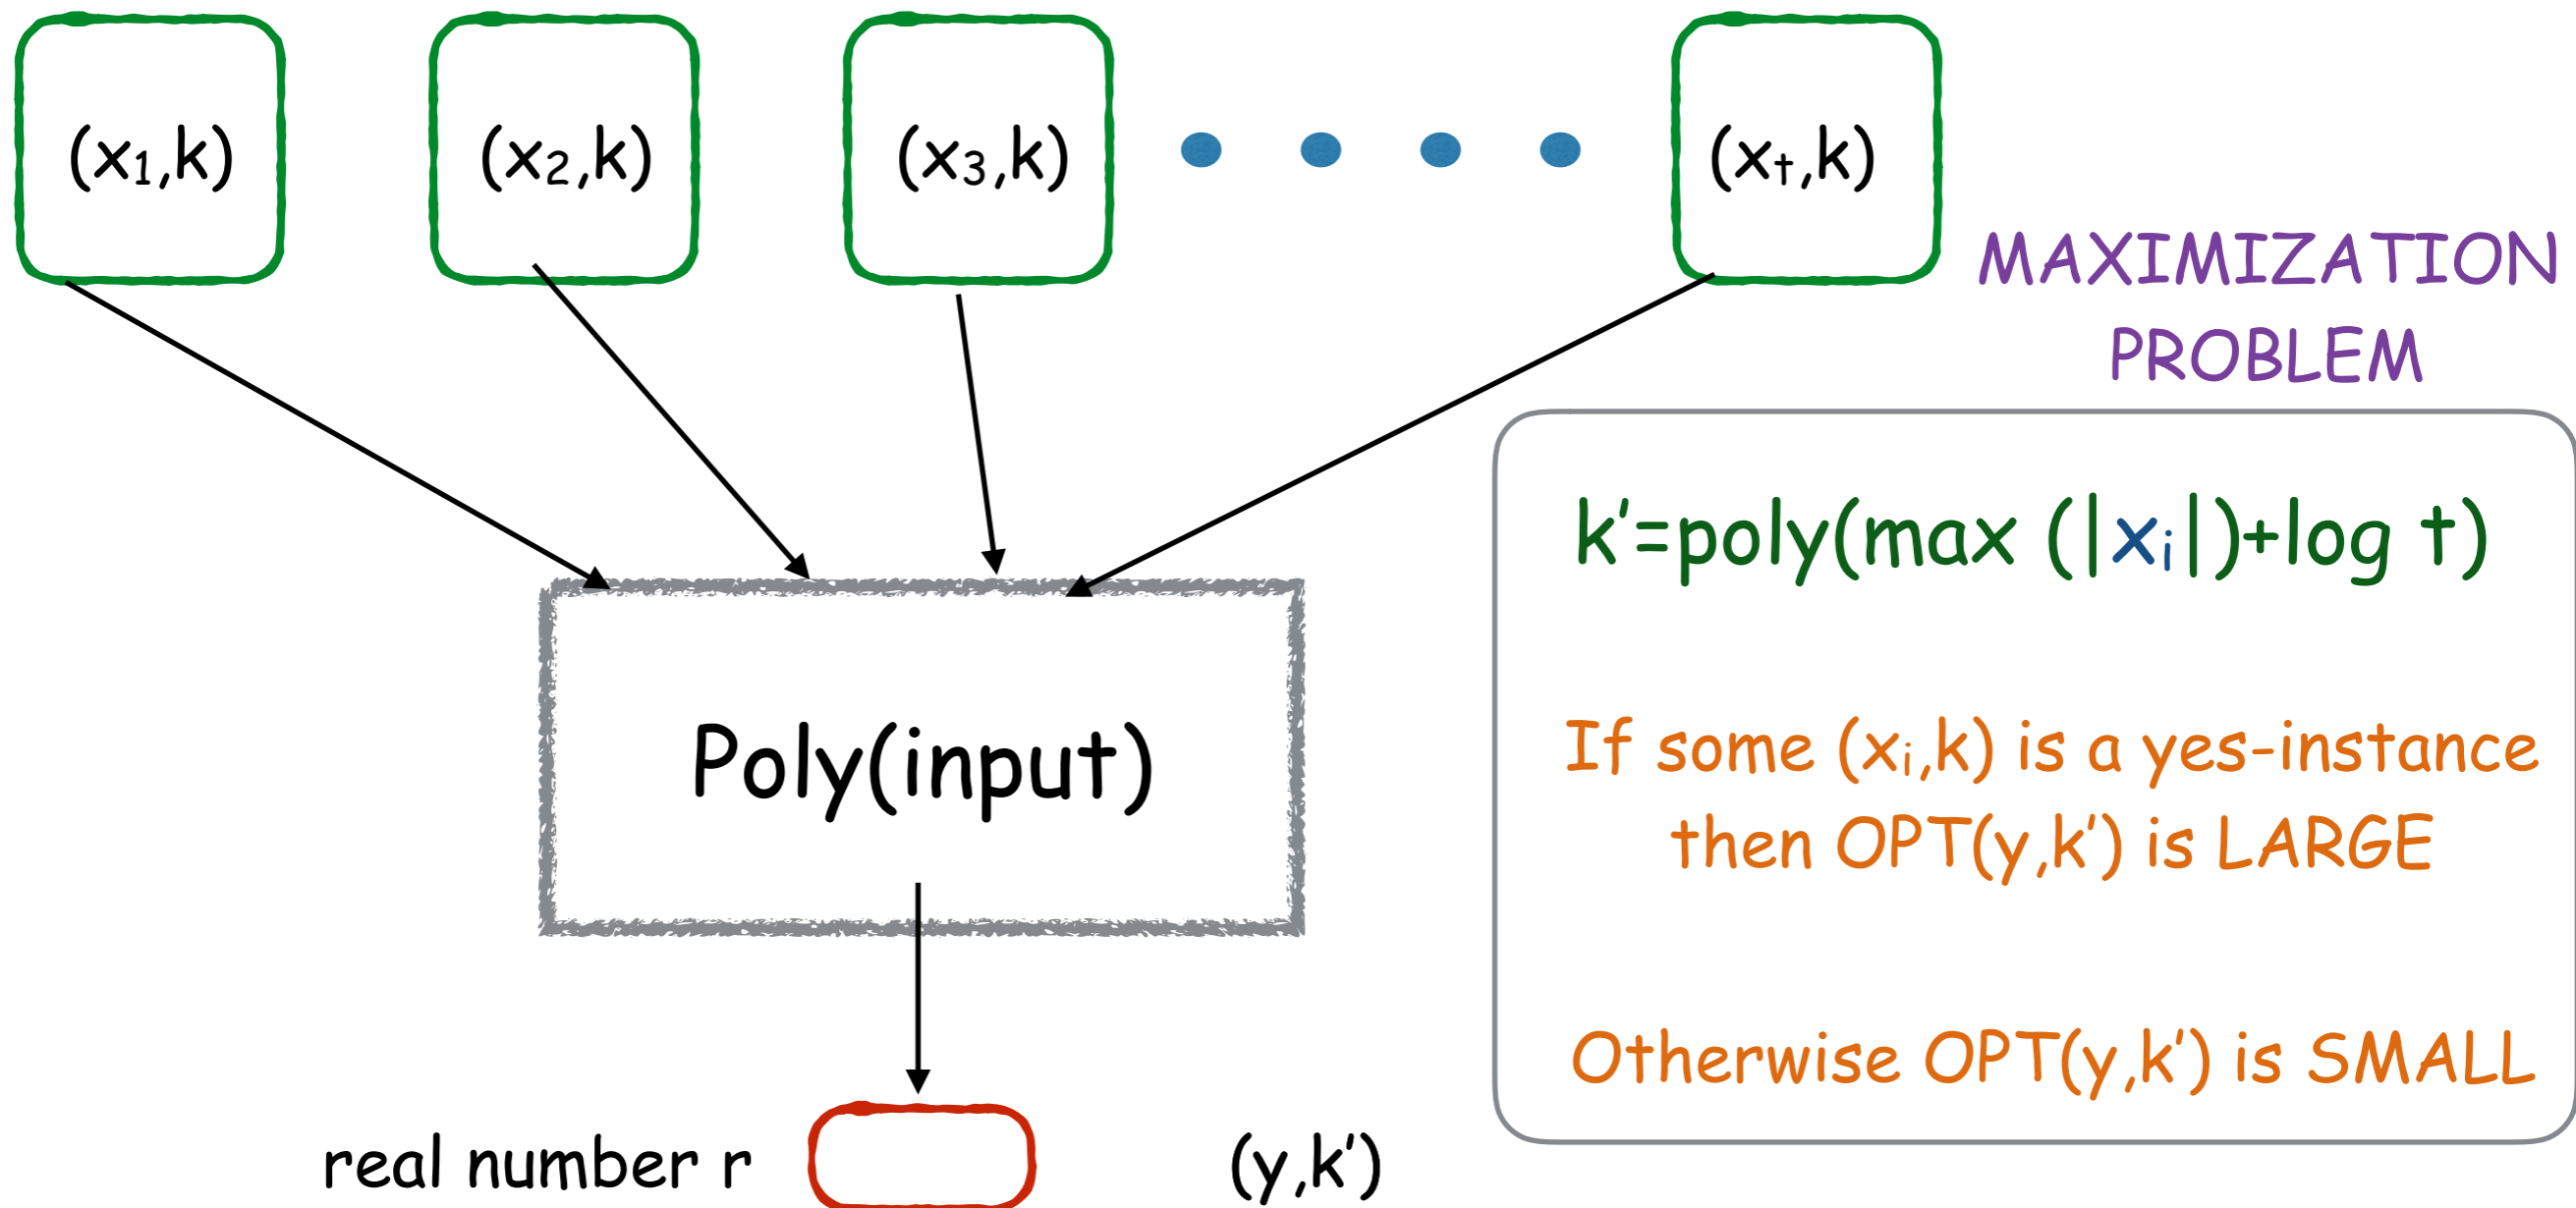 (x₁,k)
(x₂,k)
(x₃,k)
(xₜ,k)
MAXIMIZATION
PROBLEM
k'=poly(max (|xᵢ|)+log t)
If some (xᵢ,k) is a yes-instance
then OPT(y,k') is LARGE
Otherwise OPT(y,k') is SMALL
Poly(input)
real number r
(y,k')